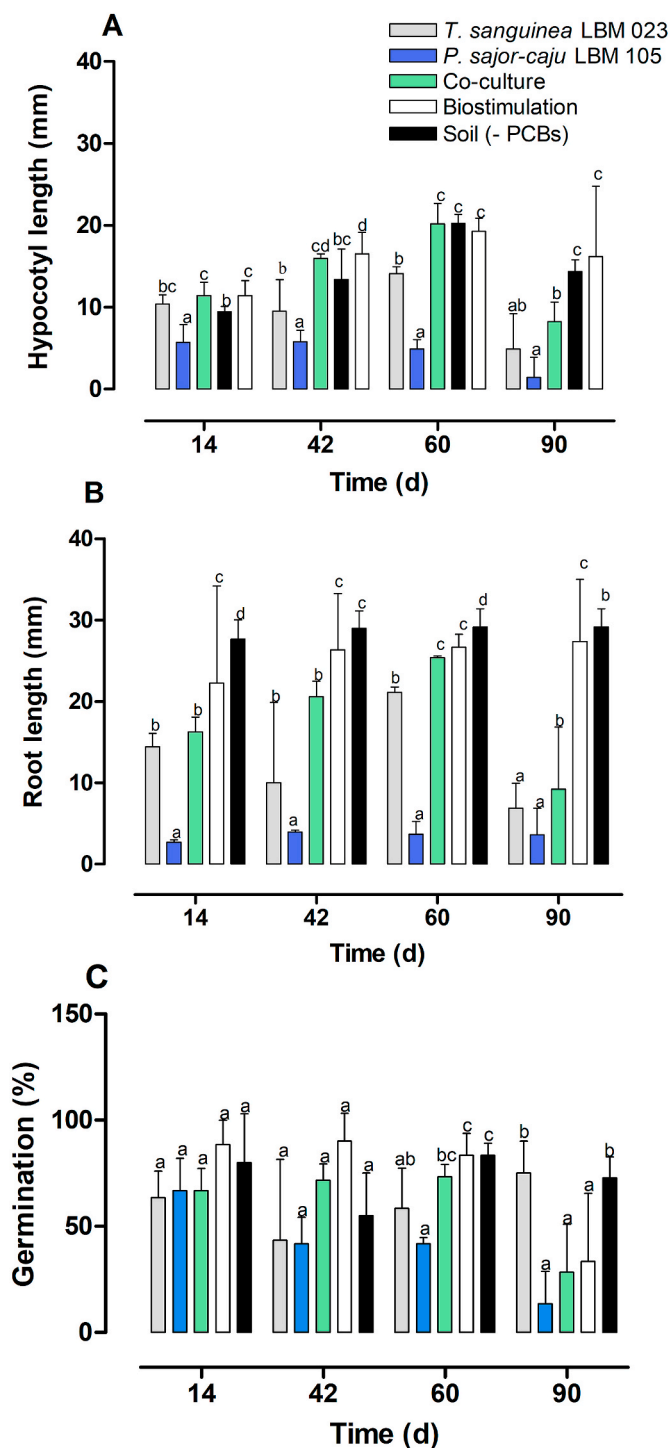 A
T. sanguinea LBM 023
P. sajor-caju LBM 105
Co-culture
Biostimulation
Soil (- PCBs)
Hypocotyl length (mm)
40
30
20
10
0
bc a c b c
b a cd bc d
b a c c c
ab a b c c
14 42 60 90
Time (d)
B
Root length (mm)
40
30
20
10
0
b a b c d
b a b c c
b a c c d
a a b c b
14 42 60 90
Time (d)
C
Germination (%)
150
100
50
0
a a a a a
a a a a a
ab a bc c c
b a a a b
14 42 60 90
Time (d)